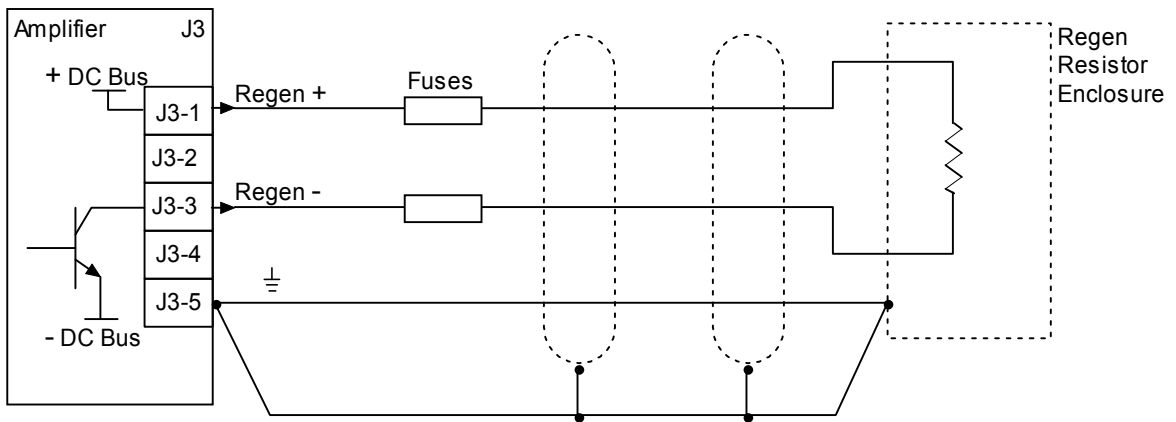 Amplifier
J3
+ DC Bus
J3-1
J3-2
J3-3
J3-4
J3-5
- DC Bus
Regen +
Regen -
Fuses
Regen
Resistor
Enclosure